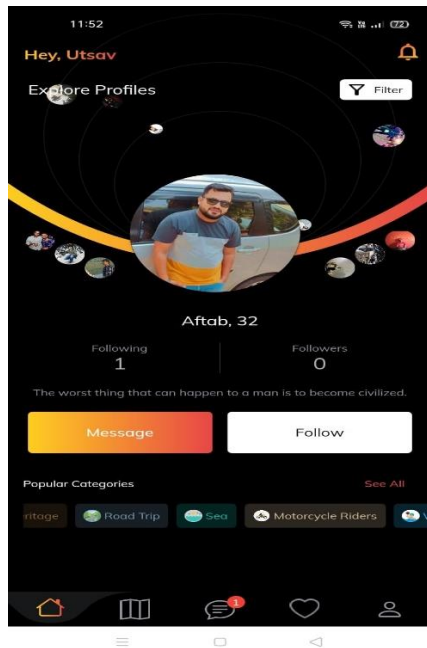 11:52
72
Hey, Utsav
Explore Profiles
Filter
Aftab, 32
Following
Followers
1
0
The worst thing that can happen to a man is to become civilized.
Message
Follow
Popular Categories
See All
ritage
Road Trip
Sea
Motorcycle Riders
1